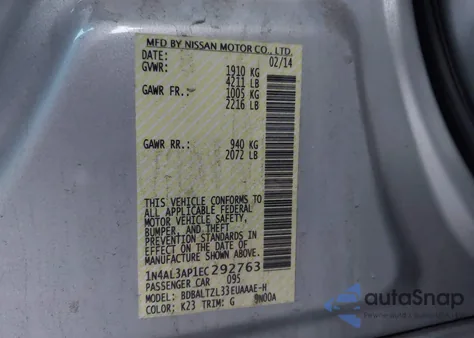 MFD BY NISSAN MOTOR CO., LTD.
DATE: 02/14
GVWR: 1910 KG
4211 LB
GAWR FR.: 1005 KG
2216 LB
GAWR RR.: 940 KG
2072 LB
THIS VEHICLE CONFORMS TO
ALL APPLICABLE FEDERAL
MOTOR VEHICLE SAFETY,
BUMPER, AND THEFT
PREVENTION STANDARDS IN
EFFECT ON THE DATE OF
MANUFACTURE SHOWN ABOVE.
1N4AL3AP1EC292763
PASSENGER CAR 095
MODEL: BDBALTZL33EUAAAE-H
COLOR: K23 TRIM: G 9N00A
autoSnap